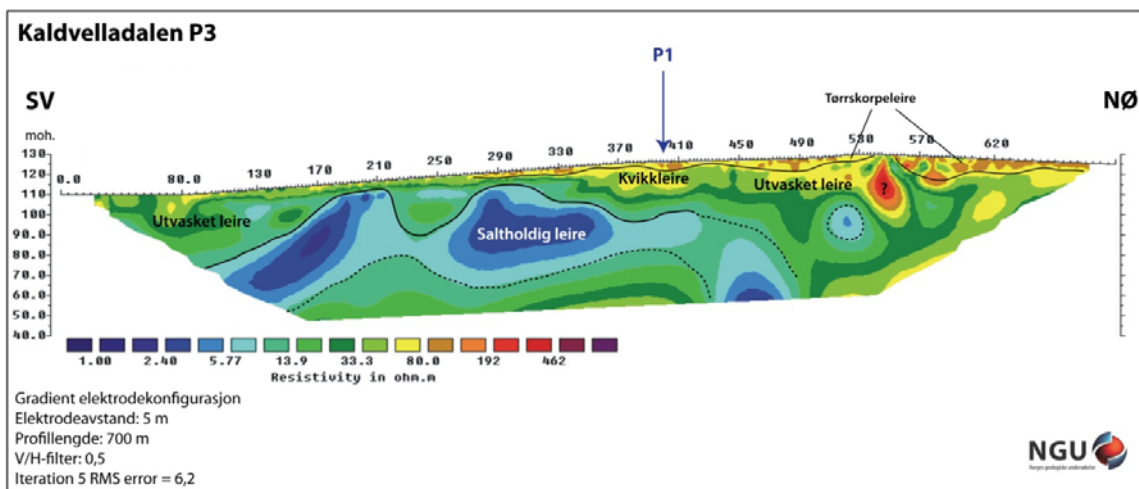 Kaldvelladalen P3
P1
SV
NØ
Tørrskorpeleire
moh.
530 570 620
450 490
370 410
290 330
210 250
130 170
0.0 80.0
130
120
110
100
90.0
80.0
70.0
60.0
50.0
40.0
Kvikkleire
Utvasket leire
?
Utvasket leire
Saltholdig leire
1.00 2.40 5.77 13.9 33.3 80.0 192 462
Resistivity in ohm.m
Gradient elektrodekonfigurasjon
Elektrodeavstand: 5 m
Profillengde: 700 m
V/H-filter: 0,5
Iteration 5 RMS error = 6,2
NGU
Norges geologiske undersøkelse